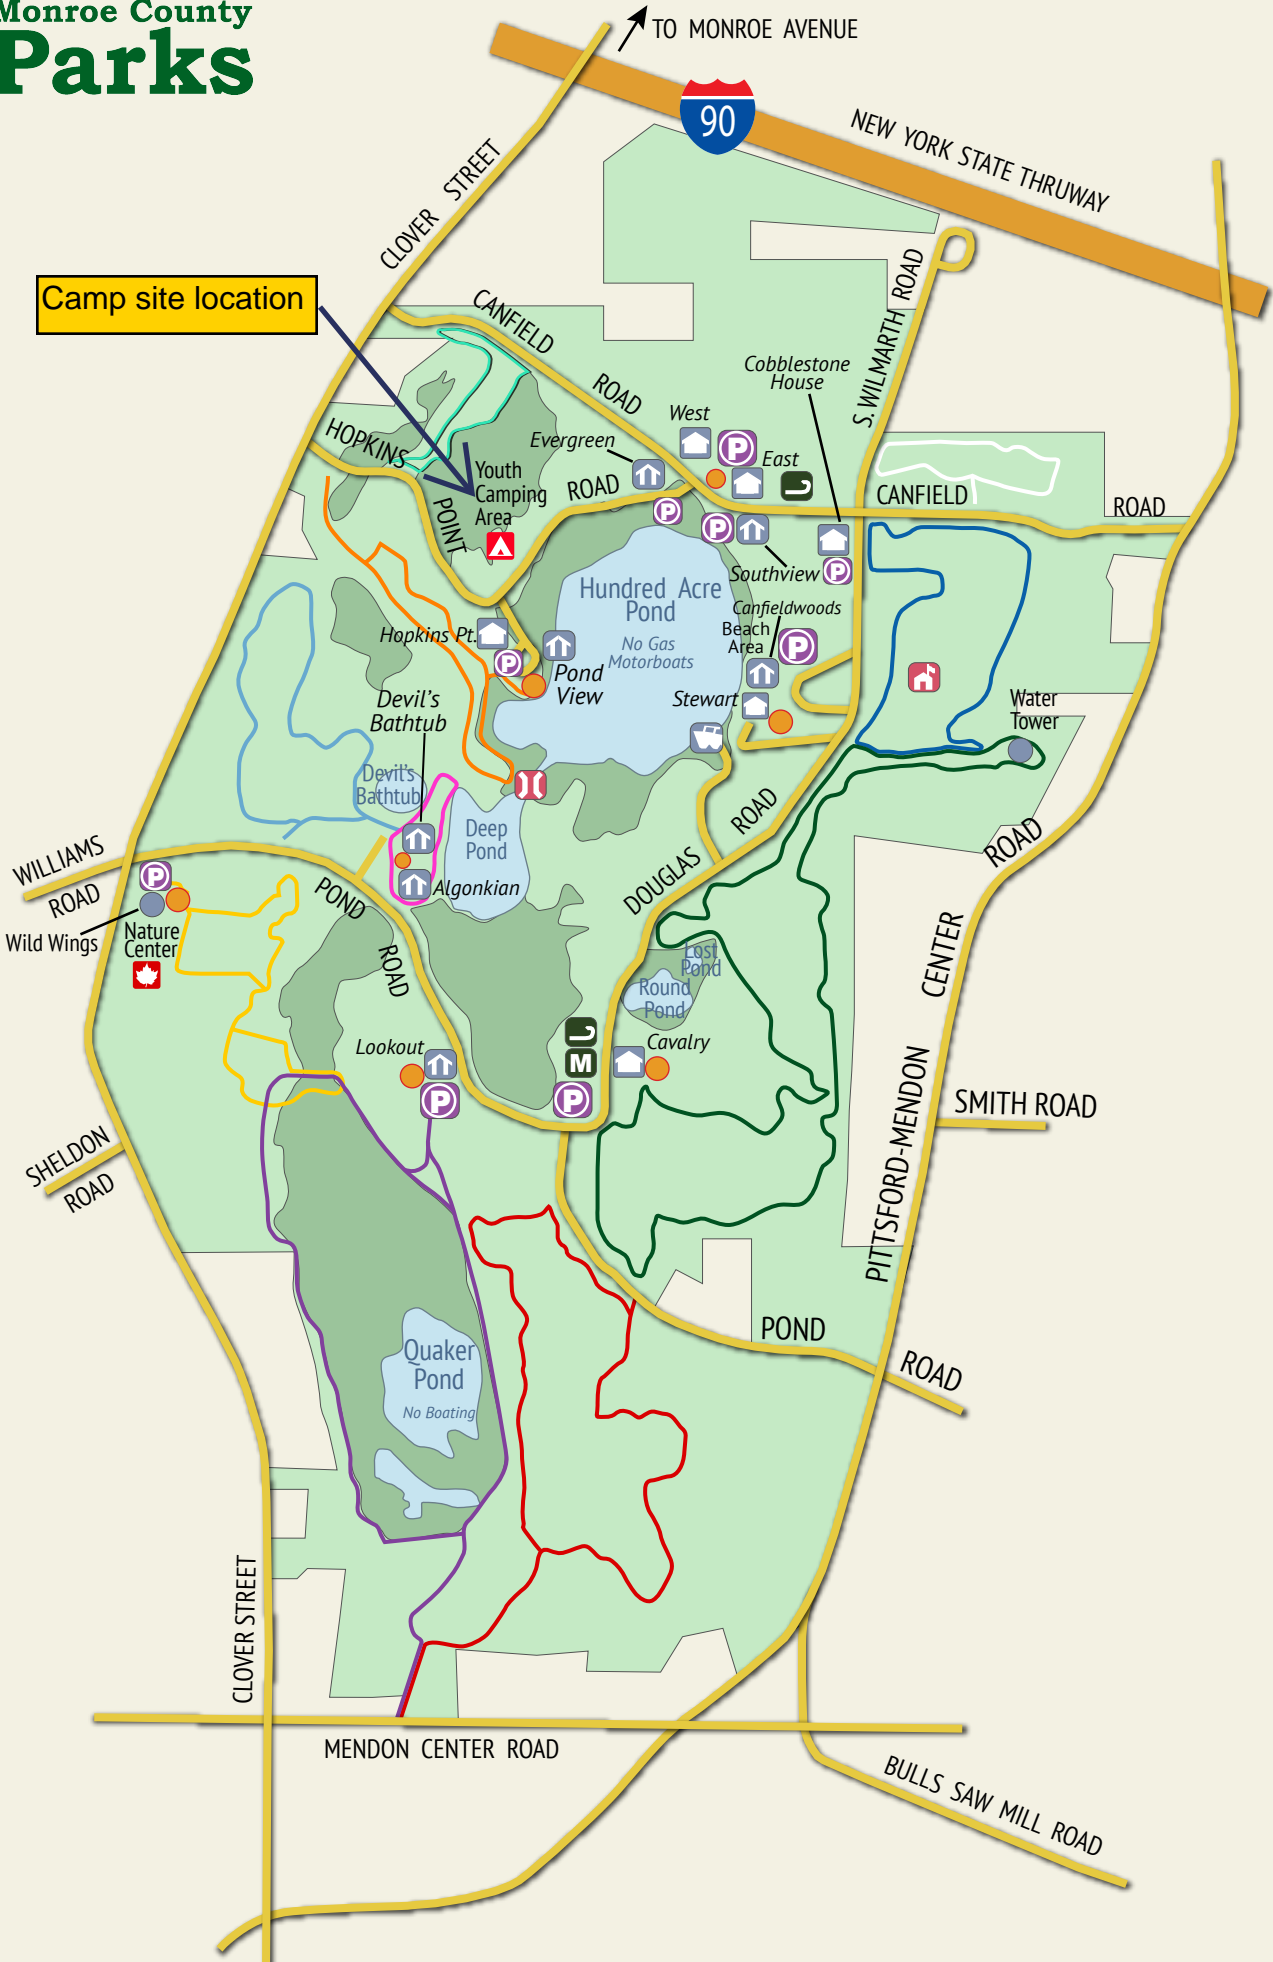 Monroe County
Parks
TO MONROE AVENUE
90
NEW YORK STATE THRUWAY
CLOVER STREET
Camp site location
CANFIELD
ROAD
S. WILMARTH ROAD
Cobblestone
House
West
P
East
Evergreen
HOPKINS
POINT
ROAD
Youth
Camping
Area
CANFIELD
ROAD
P
P
Southview
P
Hundred Acre
Pond
No Gas
Motorboats
Canfieldwoods
Beach
Area
P
Hopkins Pt.
P
Pond
View
Stewart
Water
Tower
Devil's
Bathtub
Devil's
Bathtub
Deep
Pond
Algonkian
DOUGLAS
ROAD
WILLIAMS
ROAD
P
Wild Wings
Nature
Center
POND
ROAD
Lost
Pond
Round
Pond
Lookout
P
M
P
Cavalry
PITTSFORD-MENDON
CENTER
ROAD
SMITH ROAD
SHELDON
ROAD
POND
ROAD
Quaker
Pond
No Boating
CLOVER STREET
MENDON CENTER ROAD
BULLS SAW MILL ROAD